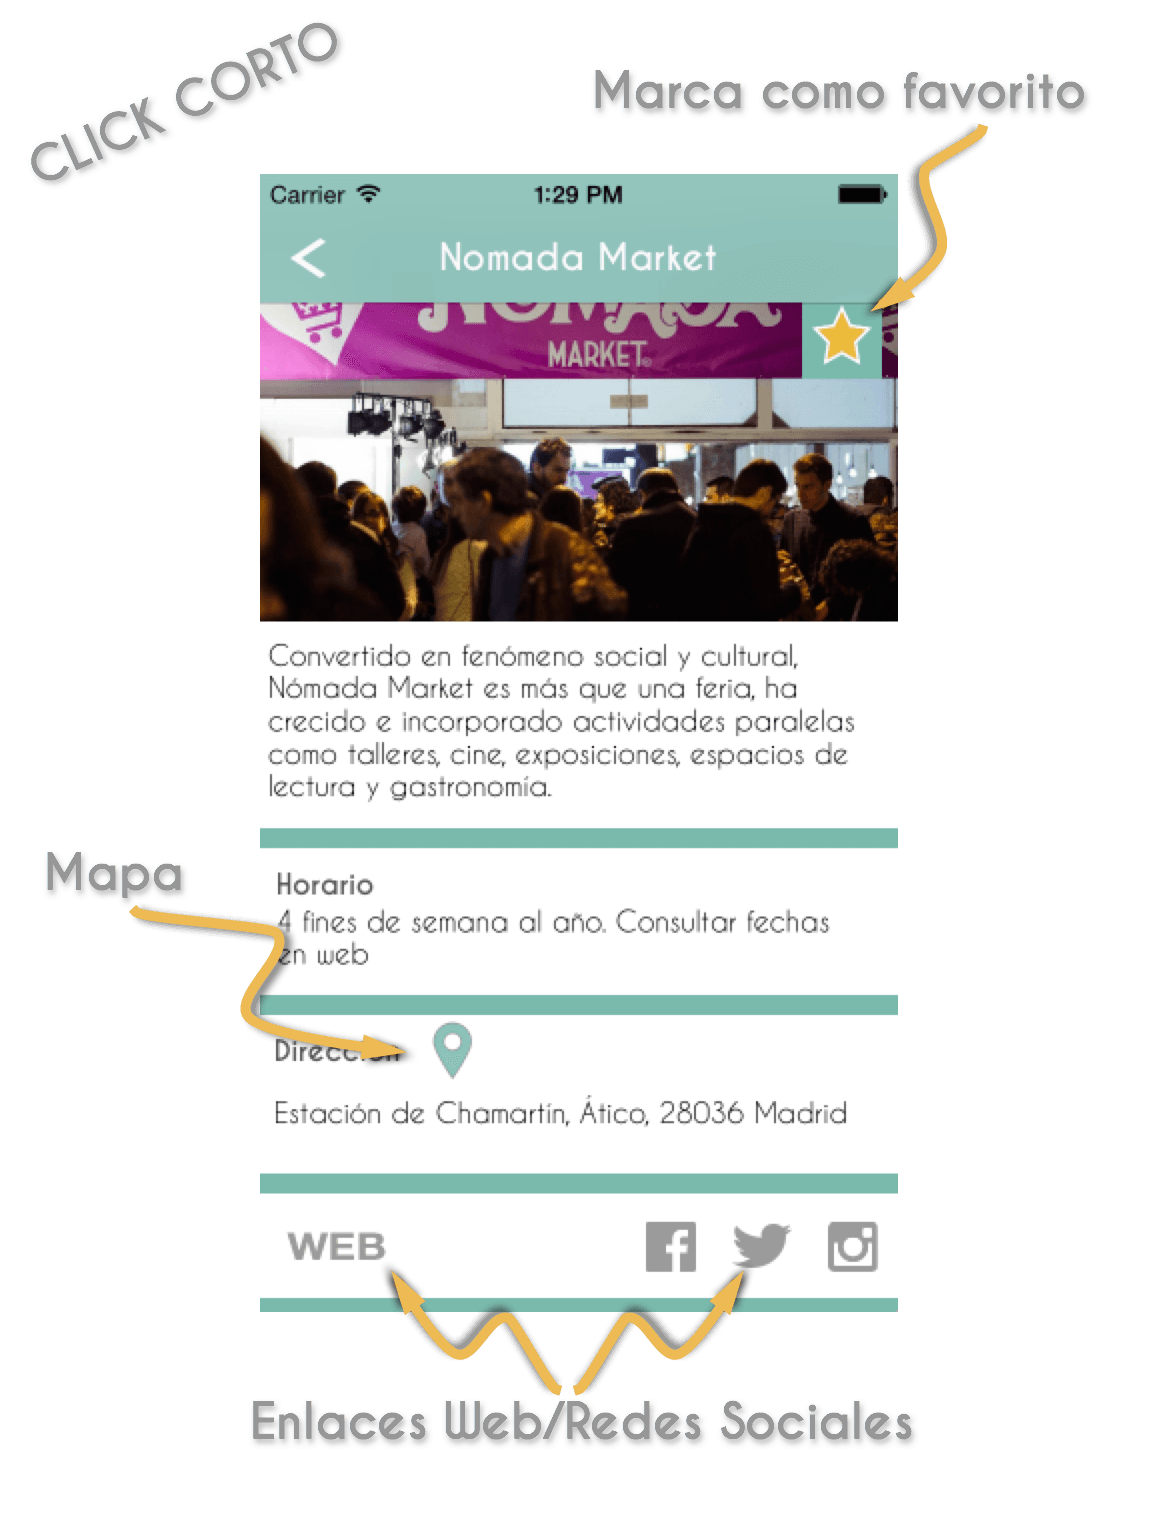 CLICK CORTO
Marca como favorito
Carrier 1:29 PM
Nomada Market
NOMADA
MARKET
Convertido en fenómeno social y cultural,
Nómada Market es más que una feria, ha
crecido e incorporado actividades paralelas
como talleres, cine, exposiciones, espacios de
lectura y gastronomía.
Mapa
Horario
4 fines de semana al año. Consultar fechas
en web
Dirección
Estación de Chamartín, Ático, 28036 Madrid
WEB
Enlaces Web/Redes Sociales